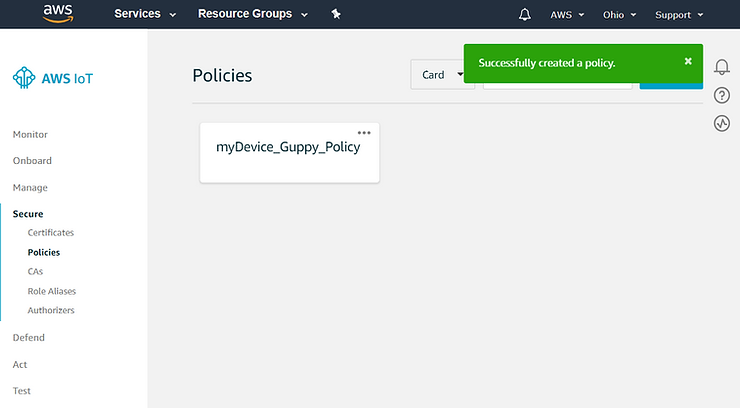 aws Services Resource Groups AWS Ohio Support
AWS IoT
Monitor
Onboard
Manage
Secure
Certificates
Policies
CAs
Role Aliases
Authorizers
Defend
Act
Test
Policies
Card
Successfully created a policy. ×
myDevice_Guppy_Policy